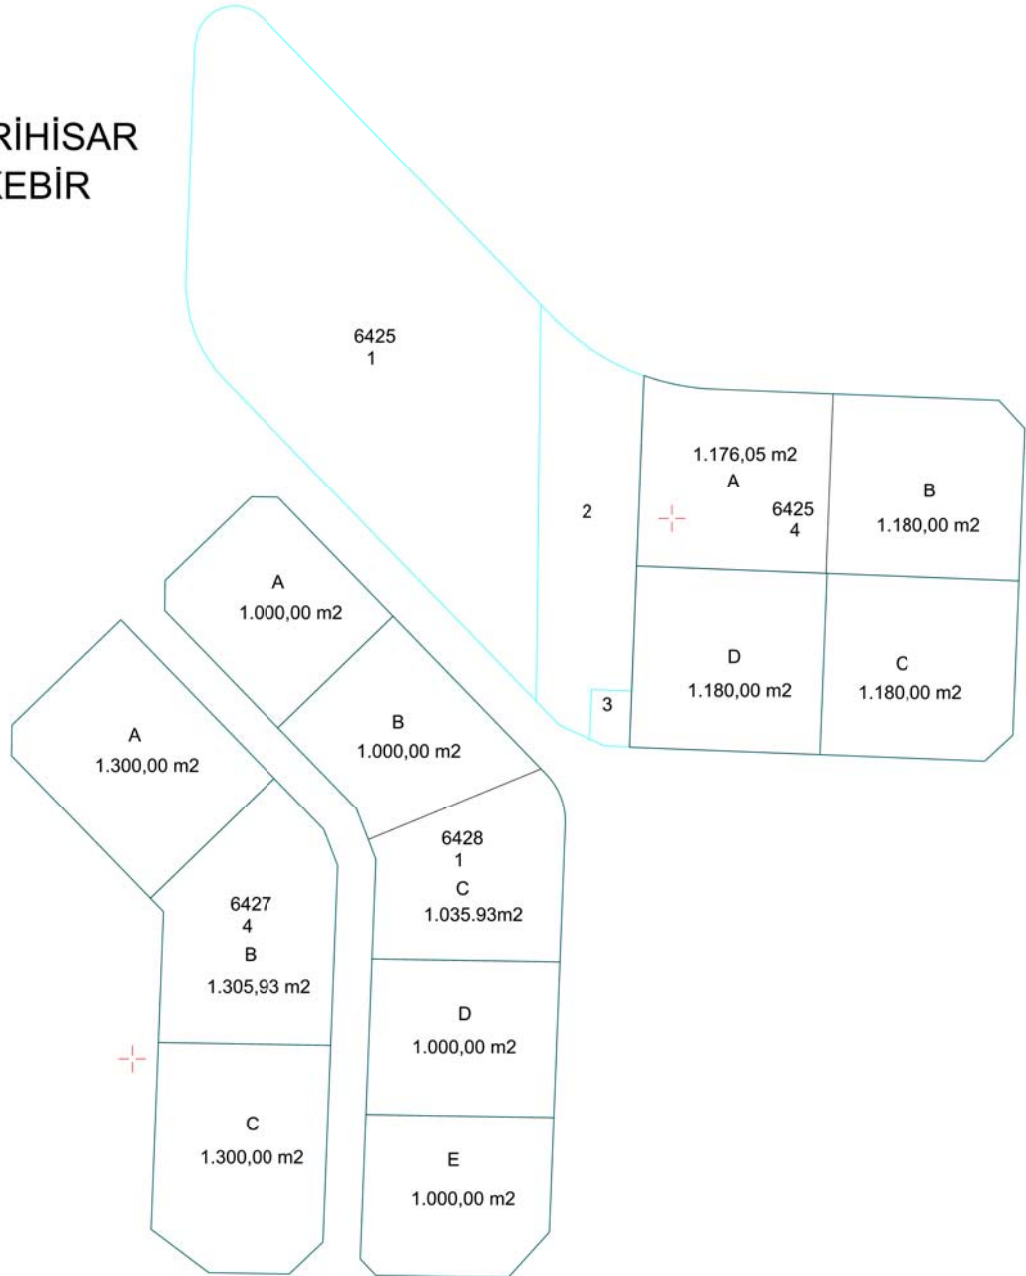 RİHİSAR
KEBİR
6425
1
2
3
1.176,05 m2
A
6425
4
B
1.180,00 m2
D
1.180,00 m2
C
1.180,00 m2
A
1.000,00 m2
B
1.000,00 m2
6428
1
C
1.035.93m2
D
1.000,00 m2
E
1.000,00 m2
A
1.300,00 m2
6427
4
B
1.305,93 m2
C
1.300,00 m2